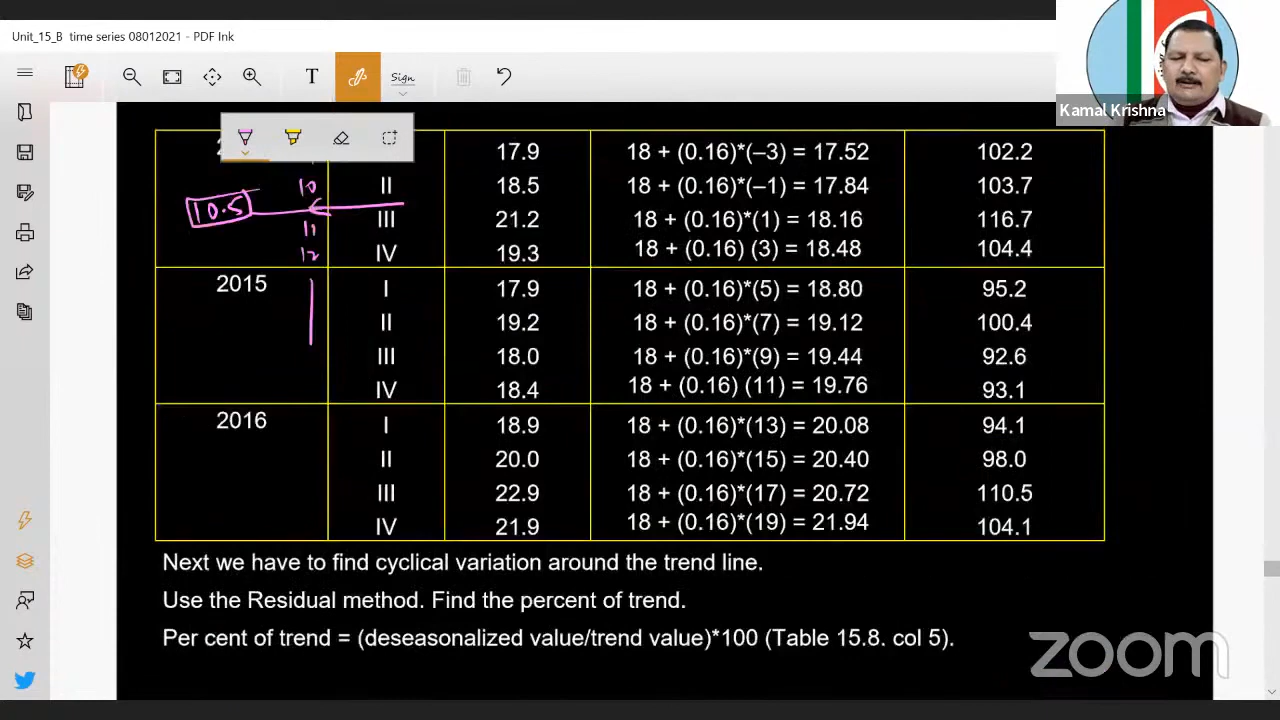 Unit_15_B time series 08012021 - PDF Ink
T
Sign
Kamal Krishna
17.9 18 + (0.16)*(–3) = 17.52 102.2
10 II 18.5 18 + (0.16)*(–1) = 17.84 103.7
10.5
11 III 21.2 18 + (0.16)*(1) = 18.16 116.7
12 IV 19.3 18 + (0.16) (3) = 18.48 104.4
2015 I 17.9 18 + (0.16)*(5) = 18.80 95.2
II 19.2 18 + (0.16)*(7) = 19.12 100.4
III 18.0 18 + (0.16)*(9) = 19.44 92.6
IV 18.4 18 + (0.16) (11) = 19.76 93.1
2016 I 18.9 18 + (0.16)*(13) = 20.08 94.1
II 20.0 18 + (0.16)*(15) = 20.40 98.0
III 22.9 18 + (0.16)*(17) = 20.72 110.5
IV 21.9 18 + (0.16)*(19) = 21.94 104.1
Next we have to find cyclical variation around the trend line.
Use the Residual method. Find the percent of trend.
Per cent of trend = (deseasonalized value/trend value)*100 (Table 15.8. col 5).
zoom